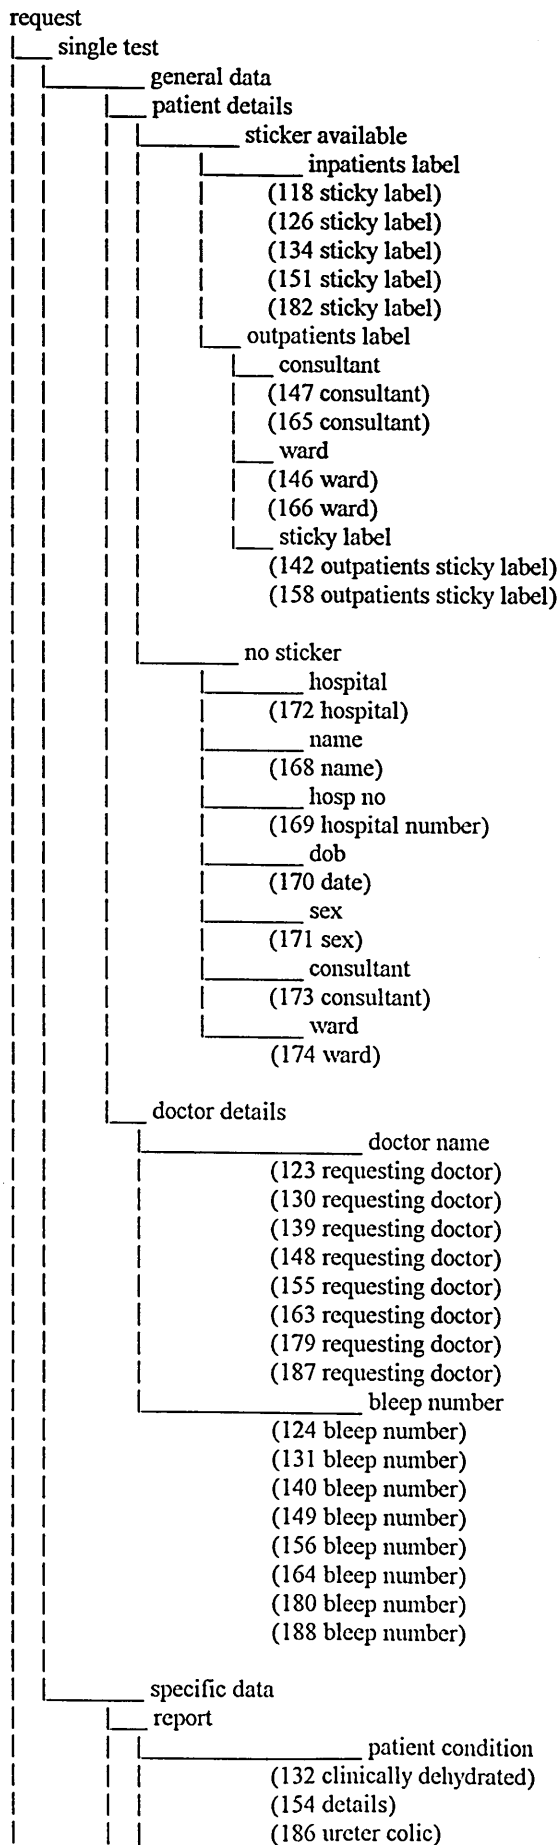 request
single test
general data
patient details
sticker available
inpatients label
(118 sticky label)
(126 sticky label)
(134 sticky label)
(151 sticky label)
(182 sticky label)
outpatients label
consultant
(147 consultant)
(165 consultant)
ward
(146 ward)
(166 ward)
sticky label
(142 outpatients sticky label)
(158 outpatients sticky label)
no sticker
hospital
(172 hospital)
name
(168 name)
hosp no
(169 hospital number)
dob
(170 date)
sex
(171 sex)
consultant
(173 consultant)
ward
(174 ward)
doctor details
doctor name
(123 requesting doctor)
(130 requesting doctor)
(139 requesting doctor)
(148 requesting doctor)
(155 requesting doctor)
(163 requesting doctor)
(179 requesting doctor)
(187 requesting doctor)
bleep number
(124 bleep number)
(131 bleep number)
(140 bleep number)
(149 bleep number)
(156 bleep number)
(164 bleep number)
(180 bleep number)
(188 bleep number)
specific data
report
patient condition
(132 clinically dehydrated)
(154 details)
(186 ureter colic)